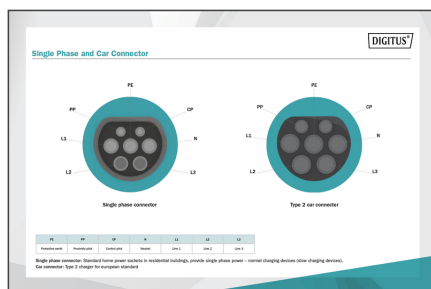 DIGITUS®
Single Phase and Car Connector
PE
PP
CP
L1
N
L2
L3
Single phase connector
PE
PP
CP
L1
N
L2
L3
Type 2 car connector
PE PP CP N L1 L2 L3
Protective earth Proximity pilot Control pilot Neutral Line 1 Line 2 Line 3
Single phase connector: Standard home power sockets in residential buildings, provide single phase power – normal charging devices (slow charging devices).
Car connector: Type 2 charger for european standard